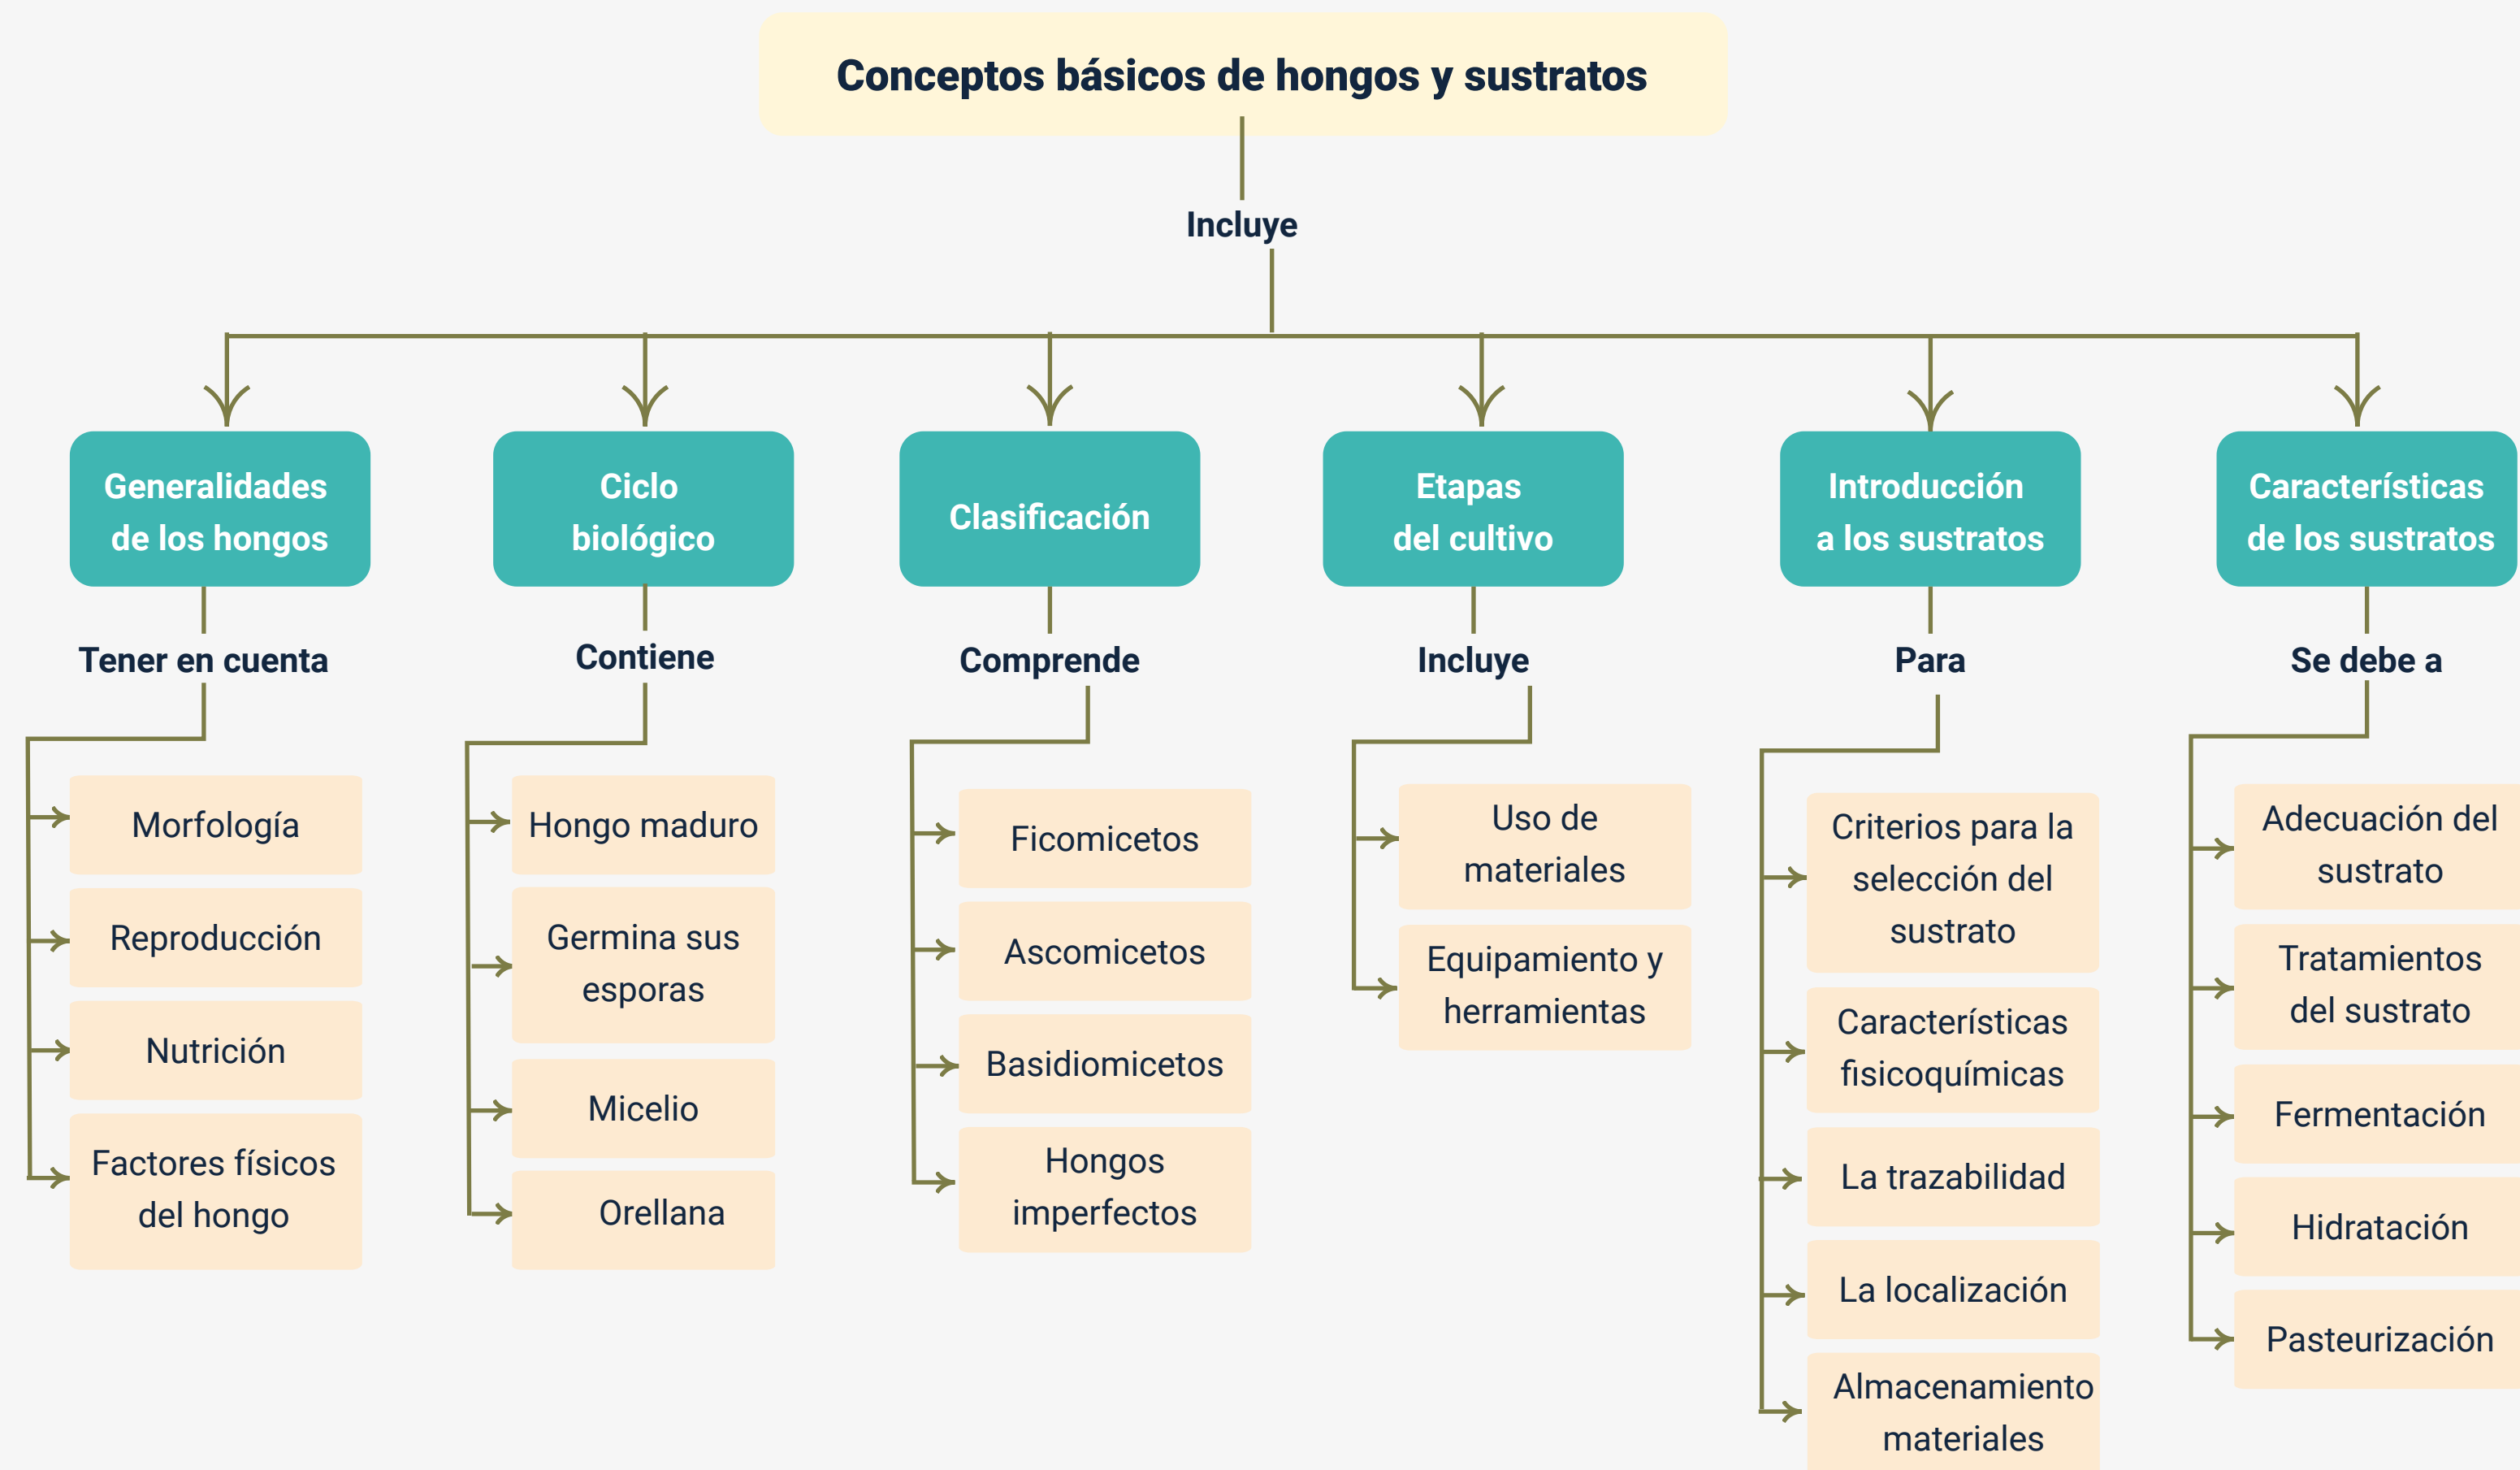 Conceptos básicos de hongos y sustratos
Incluye
Generalidades
de los hongos
Tener en cuenta
Morfología
Reproducción
Nutrición
Factores físicos
del hongo
Ciclo
biológico
Contiene
Hongo maduro
Germina sus
esporas
Micelio
Orellana
Clasificación
Comprende
Ficomicetos
Ascomicetos
Basidiomicetos
Hongos
imperfectos
Etapas
del cultivo
Incluye
Uso de
materiales
Equipamiento y
herramientas
Introducción
a los sustratos
Para
Criterios para la
selección del
sustrato
Características
fisicoquímicas
La trazabilidad
La localización
Almacenamiento
materiales
Características
de los sustratos
Se debe a
Adecuación del
sustrato
Tratamientos
del sustrato
Fermentación
Hidratación
Pasteurización